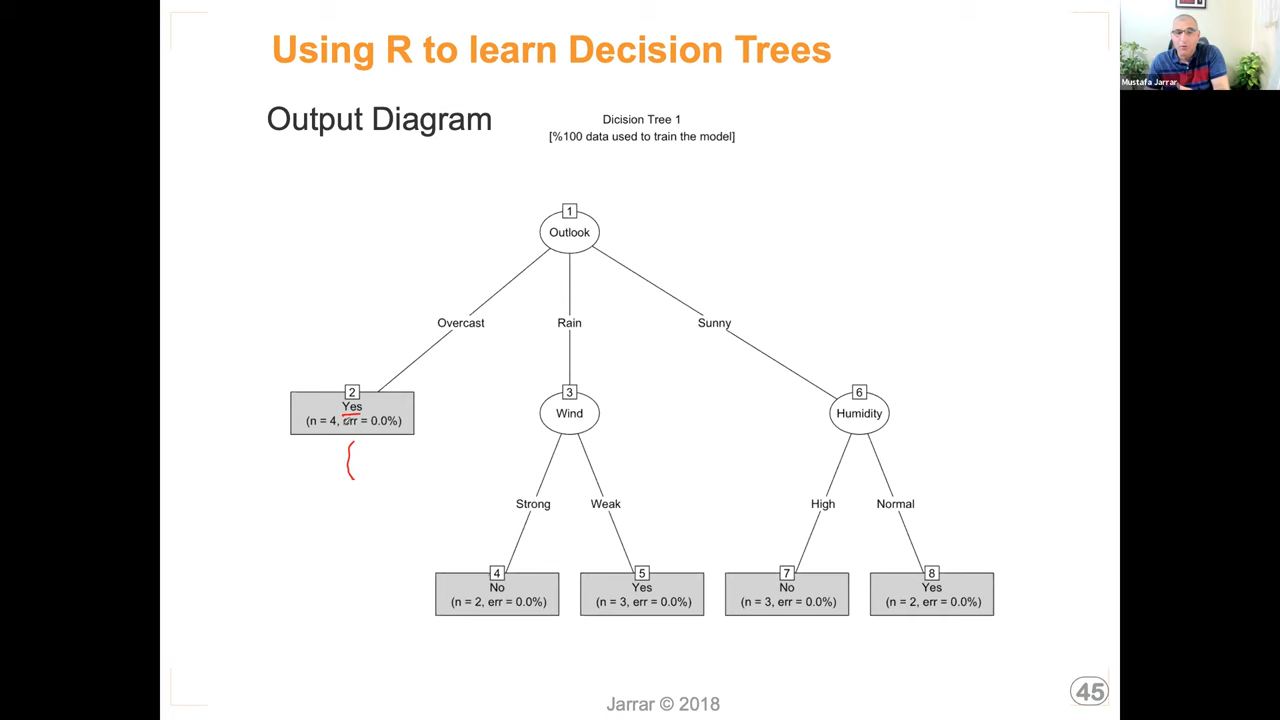 Using R to learn Decision Trees
Mustafa Jarrar
Output Diagram
Dicision Tree 1
[%100 data used to train the model]
1
Outlook
Overcast
Rain
Sunny
2
Yes
(n = 4, err = 0.0%)
3
Wind
6
Humidity
Strong
Weak
High
Normal
4
No
(n = 2, err = 0.0%)
5
Yes
(n = 3, err = 0.0%)
7
No
(n = 3, err = 0.0%)
8
Yes
(n = 2, err = 0.0%)
Jarrar © 2018
45